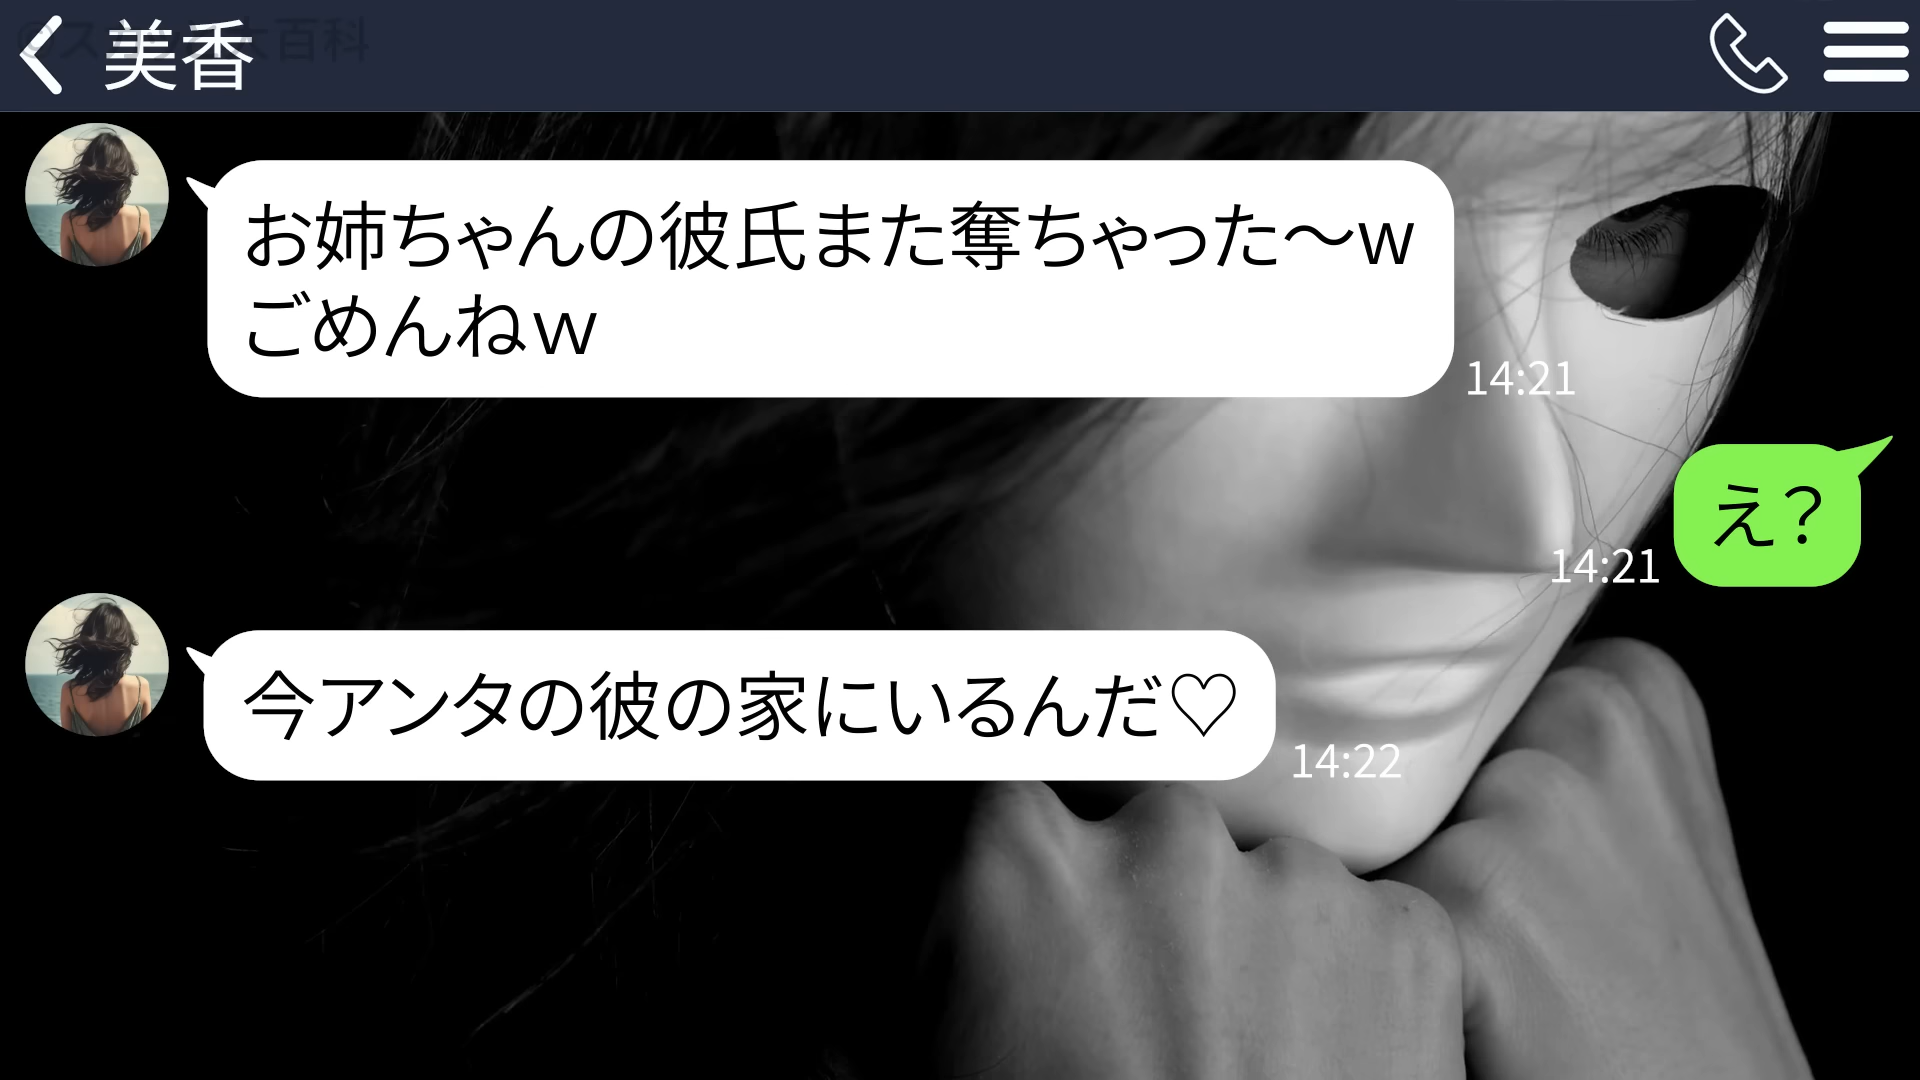 美香
お姉ちゃんの彼氏また奪ちゃった～w
ごめんねｗ
14:21
え？
14:21
今アンタの彼の家にいるんだ♡
14:22